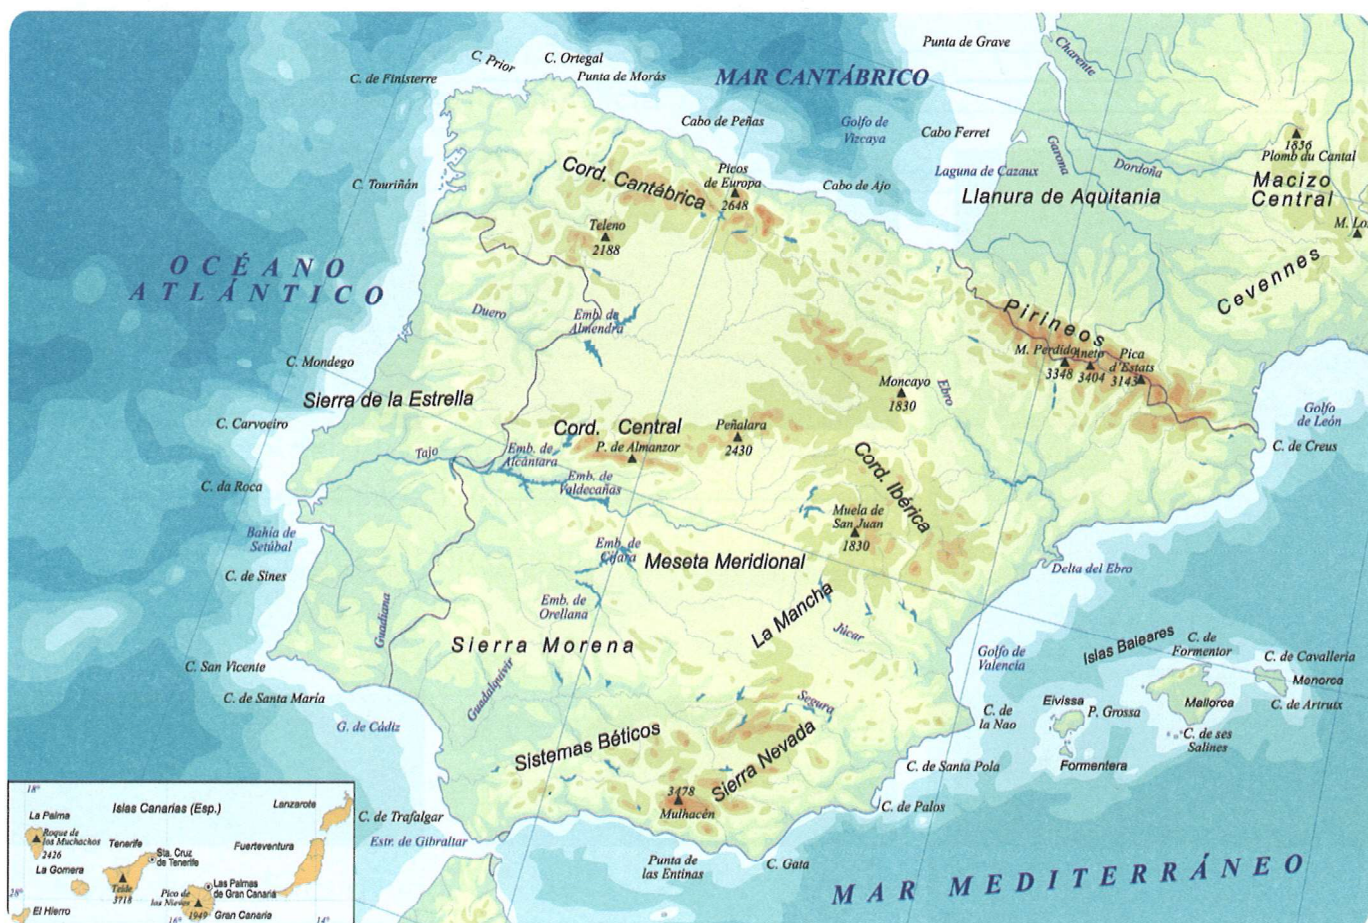 Punta de Grave
Charente
C. Ortegal
C. Prior
Punta de Morás
C. de Finisterre
MAR CANTÁBRICO
Cabo de Peñas
Golfo de
Vizcaya
Cabo Ferret
Garona
Dordoña
1836
Plomb du Cantal
Macizo
Central
Laguna de Cazaux
Llanura de Aquitania
C. Touriñán
Cord. Cantábrica
Picos
de Europa
2648
Cabo de Ajo
Teleno
2188
Cevennes
OCÉANO
ATLÁNTICO
Duero
Emb. de
Almendra
Pirineos
M. Perdido
3348
Aneto
3404
Pica
d'Estats
3143
C. Mondego
Sierra de la Estrella
Moncayo
1830
Ebro
Golfo
de León
C. de Creus
C. Carvoeiro
Cord. Central
P. de Almanzor
Peñalara
2430
Tajo
Emb. de
Alcántara
Emb. de
Valdecañas
Cord. Ibérica
C. da Roca
Muela de
San Juan
1830
Bahía de
Setúbal
Emb. de
Cijara
Meseta Meridional
Delta del Ebro
C. de Sines
Emb. de
Orellana
La Mancha
Guadiana
Júcar
Sierra Morena
Golfo de
Valencia
Islas Baleares
C. de
Formentor
C. de Cavalleria
Menorca
C. de Artruix
C. San Vicente
C. de Santa María
Guadalquivir
Segura
Eivissa
P. Grossa
Mallorca
C. de
la Nao
C. de ses
Salines
G. de Cádiz
Sistemas Béticos
Sierra Nevada
Formentera
C. de Santa Pola
3478
Mulhacén
C. de Palos
C. de Trafalgar
Estr. de Gibraltar
Punta de
las Entinas
C. Gata
MAR MEDITERRÁNEO
18°
Islas Canarias (Esp.)
Lanzarote
La Palma
Roque de
los Muchachos
2426
Tenerife
Sta. Cruz
de Tenerife
Fuerteventura
La Gomera
Teide
3718
Las Palmas
de Gran Canaria
Pico de
las Nieves
1949
Gran Canaria
28°
El Hierro
16°
14°